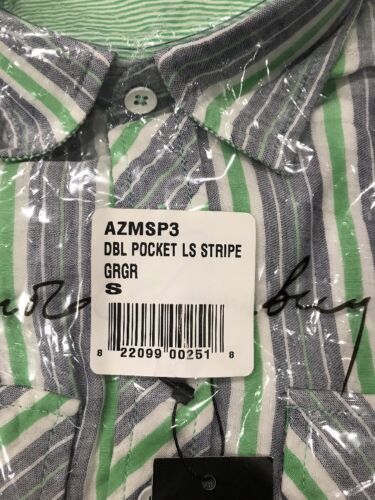 AZMSP3
DBL POCKET LS STRIPE
GRGR
S
8 22099 00251 8